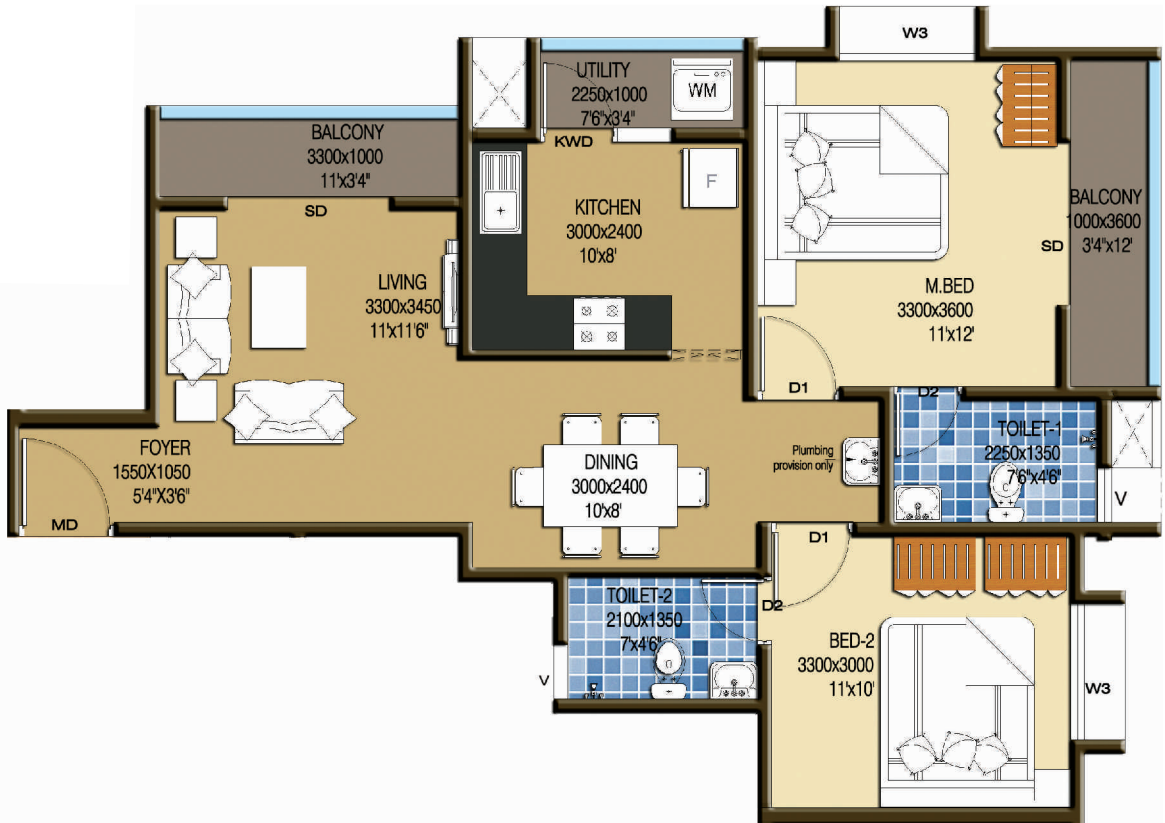 W3
UTILITY
2250x1000
7'6"x3'4"
WM
KWD
BALCONY
3300x1000
11'x3'4"
SD
KITCHEN
3000x2400
10'x8'
F
BALCONY
1000x3600
3'4"x12'
SD
LIVING
3300x3450
11'x11'6"
M.BED
3300x3600
11'x12'
D1
D2
FOYER
1550X1050
5'4"X3'6"
MD
DINING
3000x2400
10'x8'
Plumbing
provision only
TOILET-1
2250x1350
7'6"x4'6"
V
D1
TOILET-2
2100x1350
7'x4'6"
D2
V
BED-2
3300x3000
11'x10'
W3